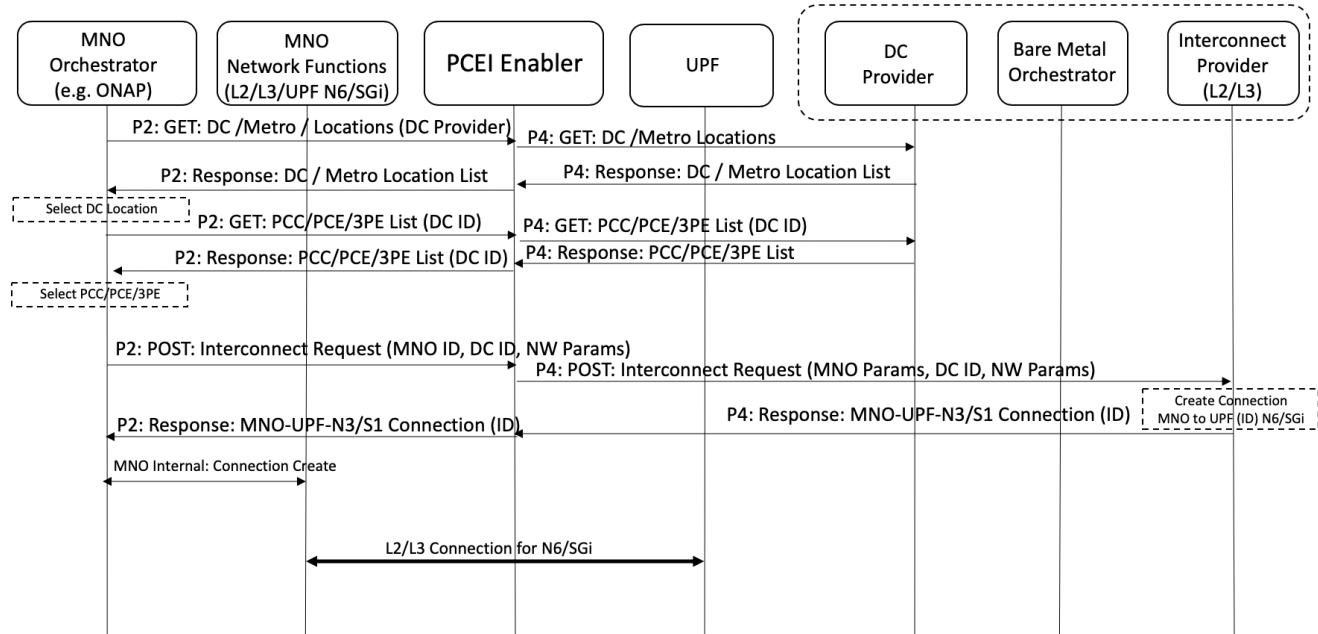 MNO
Orchestrator
(e.g. ONAP)
MNO
Network Functions
(L2/L3/UPF N6/SGi)
PCEI Enabler
UPF
DC
Provider
Bare Metal
Orchestrator
Interconnect
Provider
(L2/L3)
P2: GET: DC /Metro / Locations (DC Provider)
P4: GET: DC /Metro Locations
P2: Response: DC / Metro Location List
P4: Response: DC / Metro Location List
Select DC Location
P2: GET: PCC/PCE/3PE List (DC ID)
P4: GET: PCC/PCE/3PE List (DC ID)
P2: Response: PCC/PCE/3PE List (DC ID)
P4: Response: PCC/PCE/3PE List
Select PCC/PCE/3PE
P2: POST: Interconnect Request (MNO ID, DC ID, NW Params)
P4: POST: Interconnect Request (MNO Params, DC ID, NW Params)
Create Connection
MNO to UPF (ID) N6/SGi
P4: Response: MNO-UPF-N3/S1 Connection (ID)
P2: Response: MNO-UPF-N3/S1 Connection (ID)
MNO Internal: Connection Create
L2/L3 Connection for N6/SGi